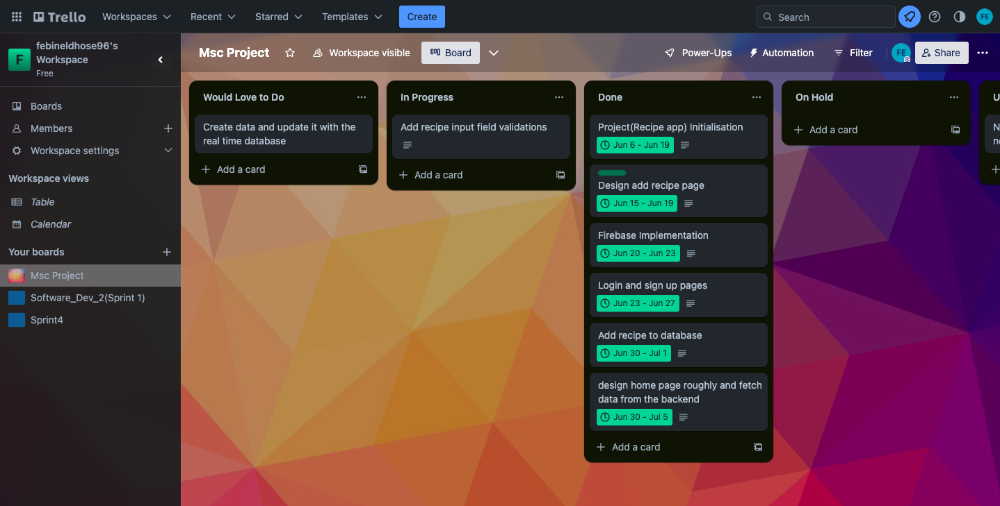 Trello
Workspaces
Recent
Starred
Templates
Create
Search
FE
F
febineldhose96's
Workspace
Free
Msc Project
Workspace visible
Board
Power-Ups
Automation
Filter
FE
Share
Boards
Members
Workspace settings
Workspace views
Table
Calendar
Your boards
Msc Project
Software_Dev_2(Sprint 1)
Sprint4
Would Love to Do
Create data and update it with the
real time database
Add a card
In Progress
Add recipe input field validations
Add a card
Done
Project(Recipe app) Initialisation
Jun 6 - Jun 19
Design add recipe page
Jun 15 - Jun 19
Firebase Implementation
Jun 20 - Jun 23
Login and sign up pages
Jun 23 - Jun 27
Add recipe to database
Jun 30 - Jul 1
design home page roughly and fetch
data from the backend
Jun 30 - Jul 5
Add a card
On Hold
Add a card